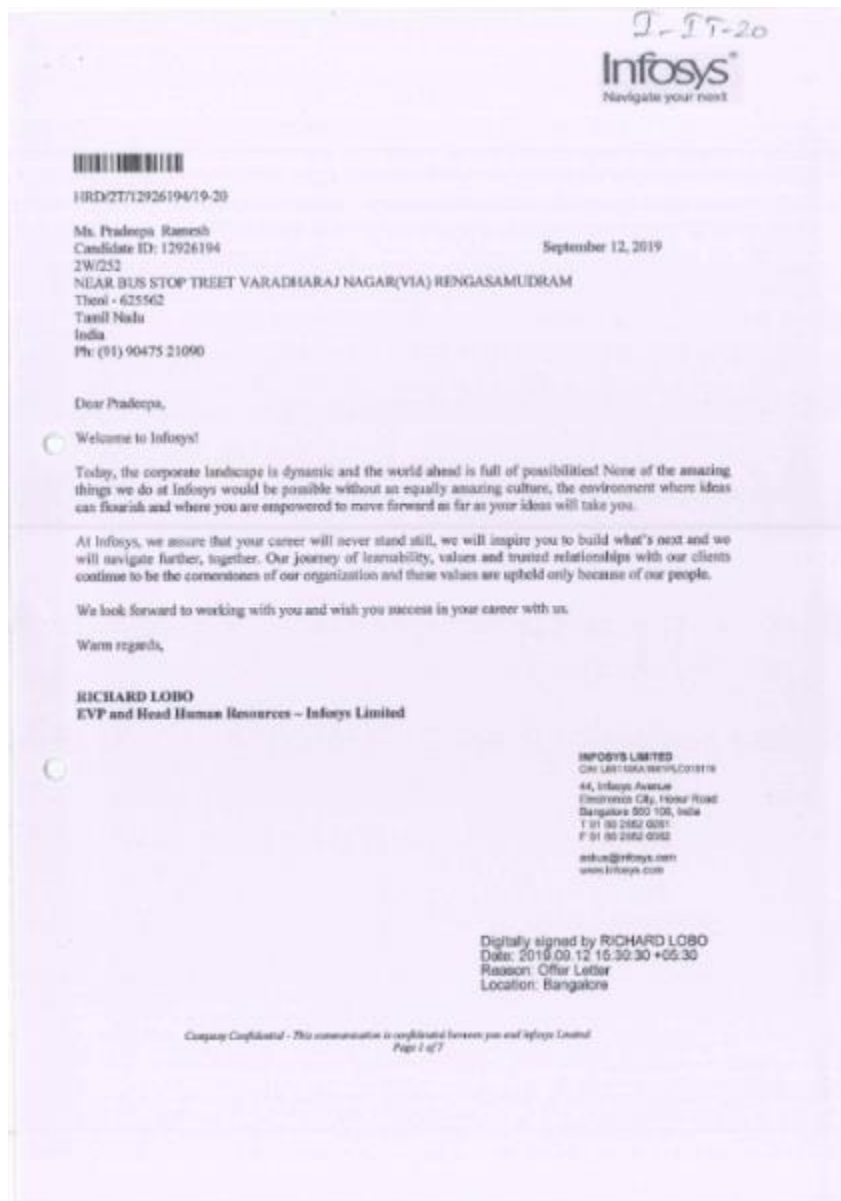 I-IT-20
Infosys
Navigate your next
HRD/2T/12926194/19-20
Ms. Pradeepa Ramesh
Candidate ID: 12926194
September 12, 2019
2W/252
NEAR BUS STOP TREET VARADHARAJ NAGAR(VIA) RENGASAMUDRAM
Theni - 625562
Tamil Nadu
India
Ph: (91) 90475 21090
Dear Pradeepa,
Welcome to Infosys!
Today, the corporate landscape is dynamic and the world ahead is full of possibilities! None of the amazing
things we do at Infosys would be possible without an equally amazing culture, the environment where ideas
can flourish and where you are empowered to move forward as far as your ideas will take you.
At Infosys, we assure that your career will never stand still, we will inspire you to build what's next and we
will navigate further, together. Our journey of learnability, values and trusted relationships with our clients
continue to be the cornerstones of our organization and these values are upheld only because of our people.
We look forward to working with you and wish you success in your career with us.
Warm regards,
RICHARD LOBO
EVP and Head Human Resources – Infosys Limited
INFOSYS LIMITED
44, Infosys Avenue
Electronics City, Hosur Road
Bangalore 560 100, India
askus@infosys.com
www.infosys.com
Digitally signed by RICHARD LOBO
Date: 2019.09.12 15:30:30 +05:30
Reason: Offer Letter
Location: Bangalore
Company Confidential - This communication is confidential between you and Infosys Limited
Page 1 of 7